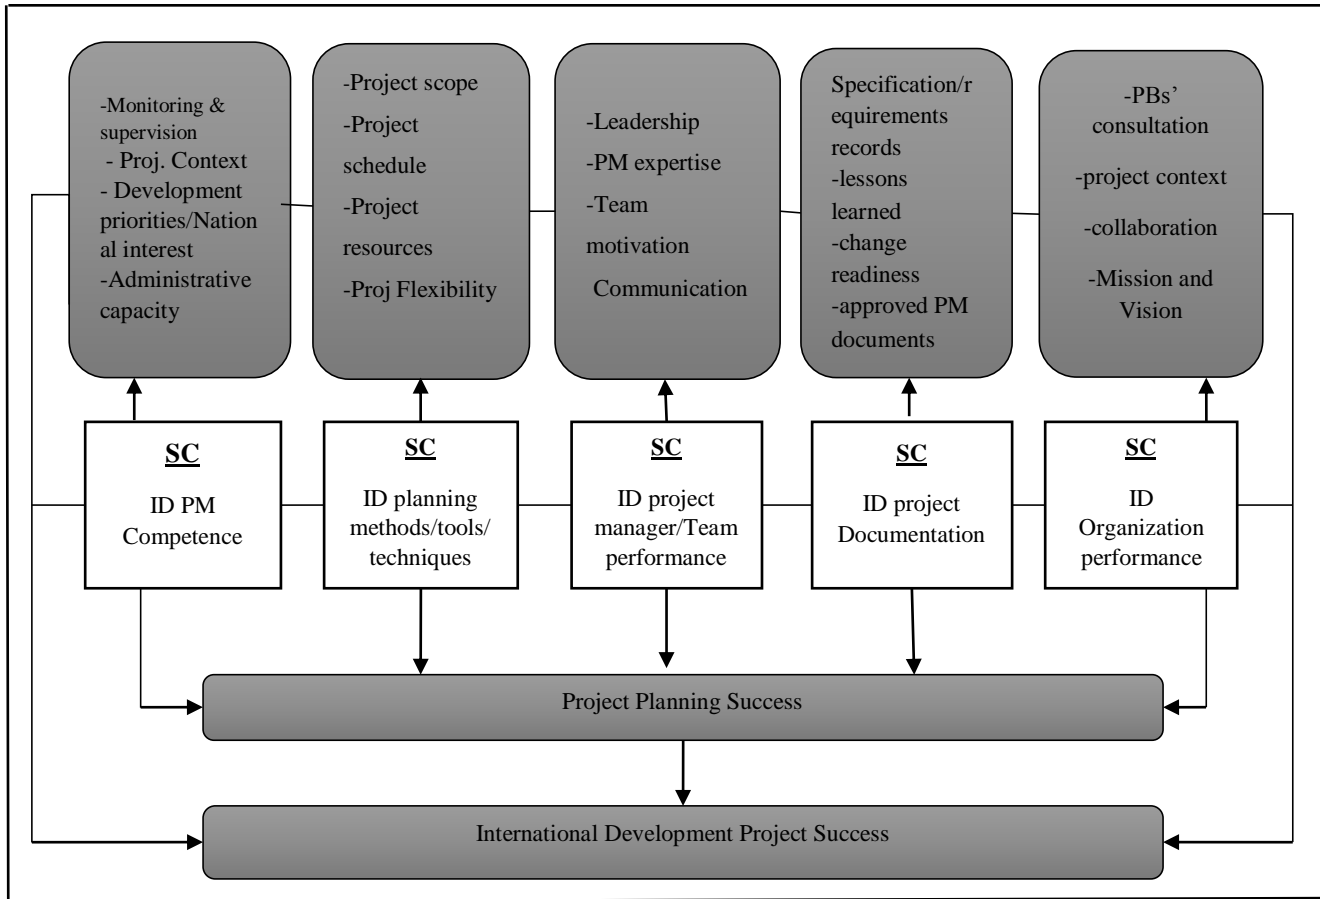 -Monitoring &
supervision
- Proj. Context
- Development
priorities/Nation
al interest
-Administrative
capacity
-Project scope
-Project
schedule
-Project
resources
-Proj Flexibility
-Leadership
-PM expertise
-Team
motivation
Communication
Specification/r
equirements
records
-lessons
learned
-change
readiness
-approved PM
documents
-PBs’
consultation
-project context
-collaboration
-Mission and
Vision
SC
ID PM
Competence
SC
ID planning
methods/tools/
techniques
SC
ID project
manager/Team
performance
SC
ID project
Documentation
SC
ID
Organization
performance
Project Planning Success
International Development Project Success